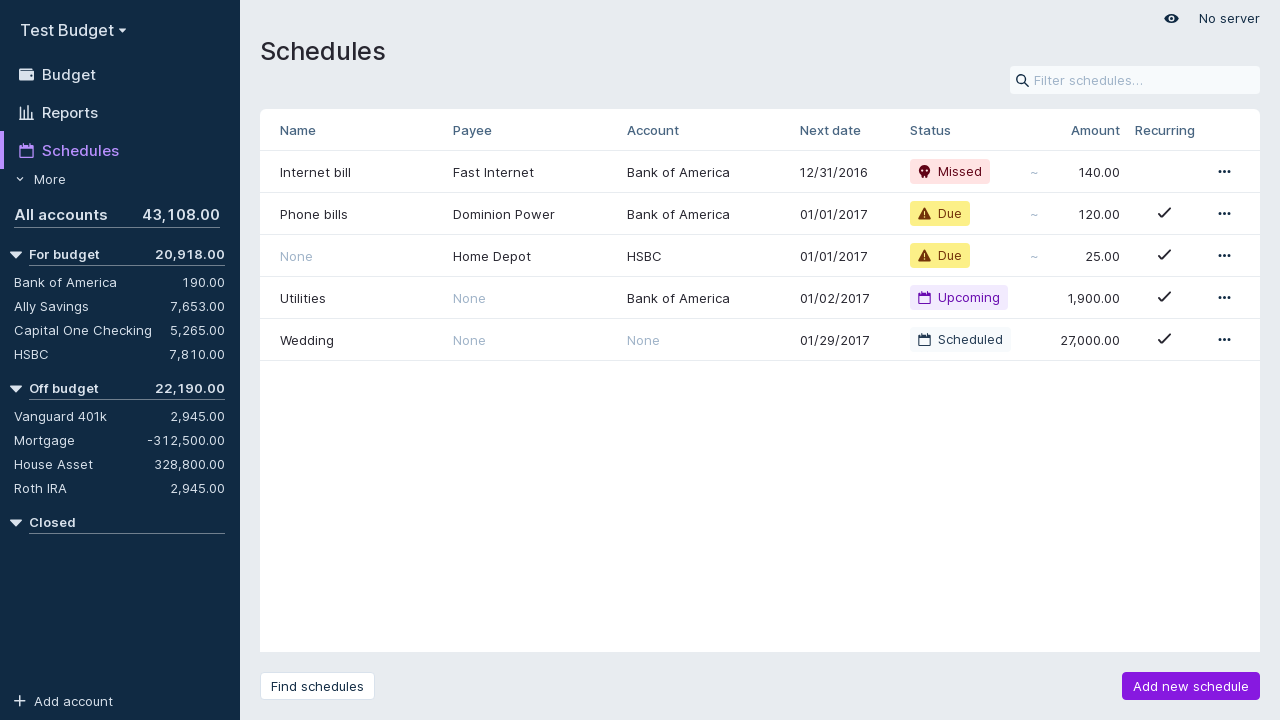 Test Budget
Budget
Reports
Schedules
More
All accounts 43,108.00
For budget 20,918.00
Bank of America 190.00
Ally Savings 7,653.00
Capital One Checking 5,265.00
HSBC 7,810.00
Off budget 22,190.00
Vanguard 401k 2,945.00
Mortgage -312,500.00
House Asset 328,800.00
Roth IRA 2,945.00
Closed
Add account
No server
Schedules
Filter schedules...
Name Payee Account Next date Status Amount Recurring
Internet bill Fast Internet Bank of America 12/31/2016 Missed ~ 140.00
Phone bills Dominion Power Bank of America 01/01/2017 Due ~ 120.00
None Home Depot HSBC 01/01/2017 Due ~ 25.00
Utilities None Bank of America 01/02/2017 Upcoming 1,900.00
Wedding None None 01/29/2017 Scheduled 27,000.00
Find schedules Add new schedule